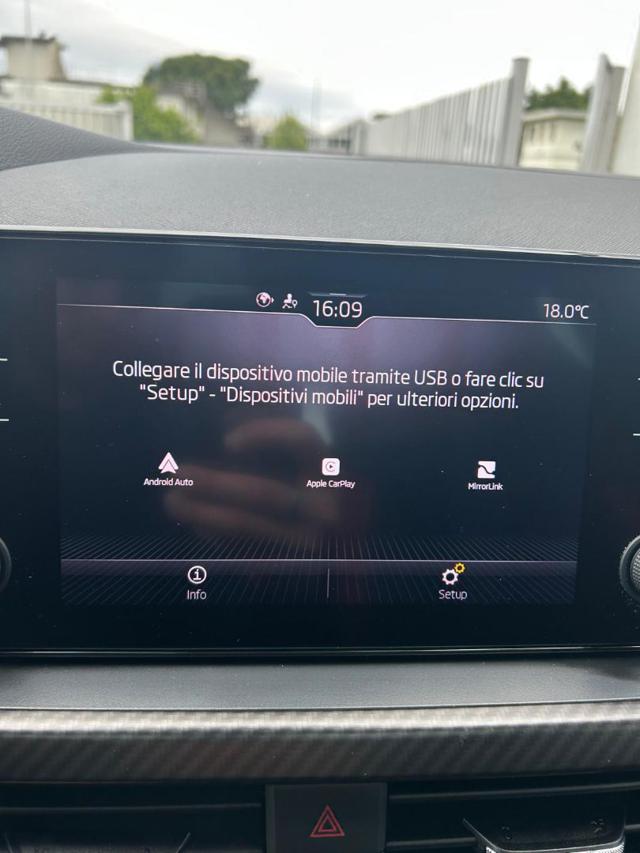 16:09
18.0°C
Collegare il dispositivo mobile tramite USB o fare clic su
"Setup" - "Dispositivi mobili" per ulteriori opzioni.
Android Auto
Apple CarPlay
MirrorLink
Info
Setup